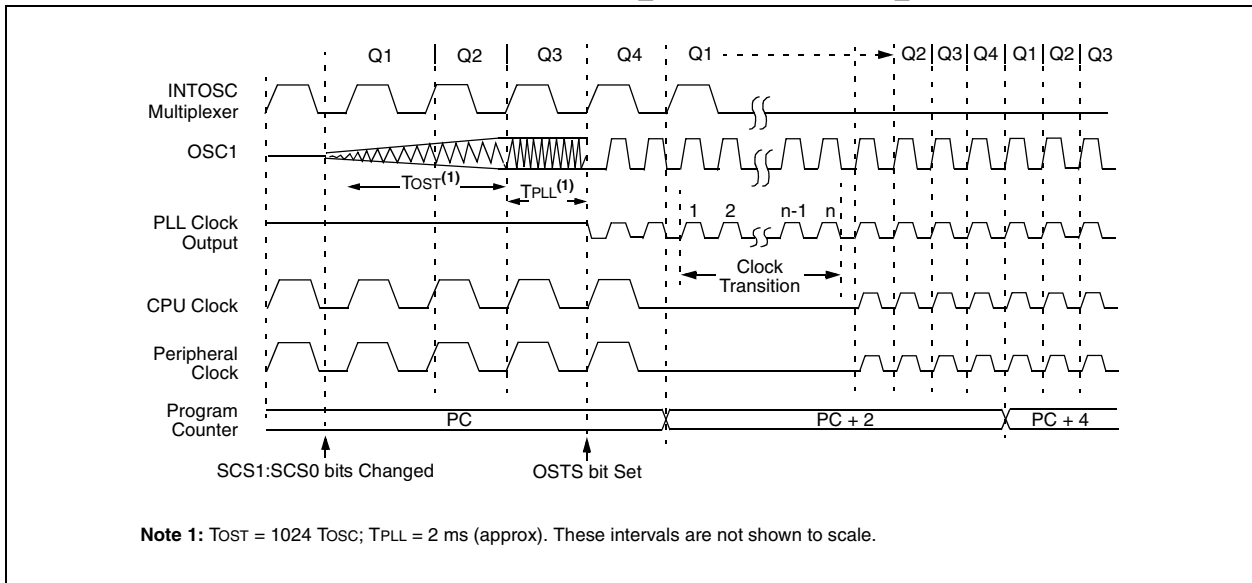 Q1 Q2 Q3 Q4 Q1 Q2 Q3 Q4 Q1 Q2 Q3
INTOSC
Multiplexer
OSC1
TOST(1)
TPLL(1)
1 2 n-1 n
PLL Clock
Output
Clock
Transition
CPU Clock
Peripheral
Clock
Program
Counter
PC PC + 2 PC + 4
SCS1:SCS0 bits Changed OSTS bit Set
Note 1: TOST = 1024 TOSC; TPLL = 2 ms (approx). These intervals are not shown to scale.